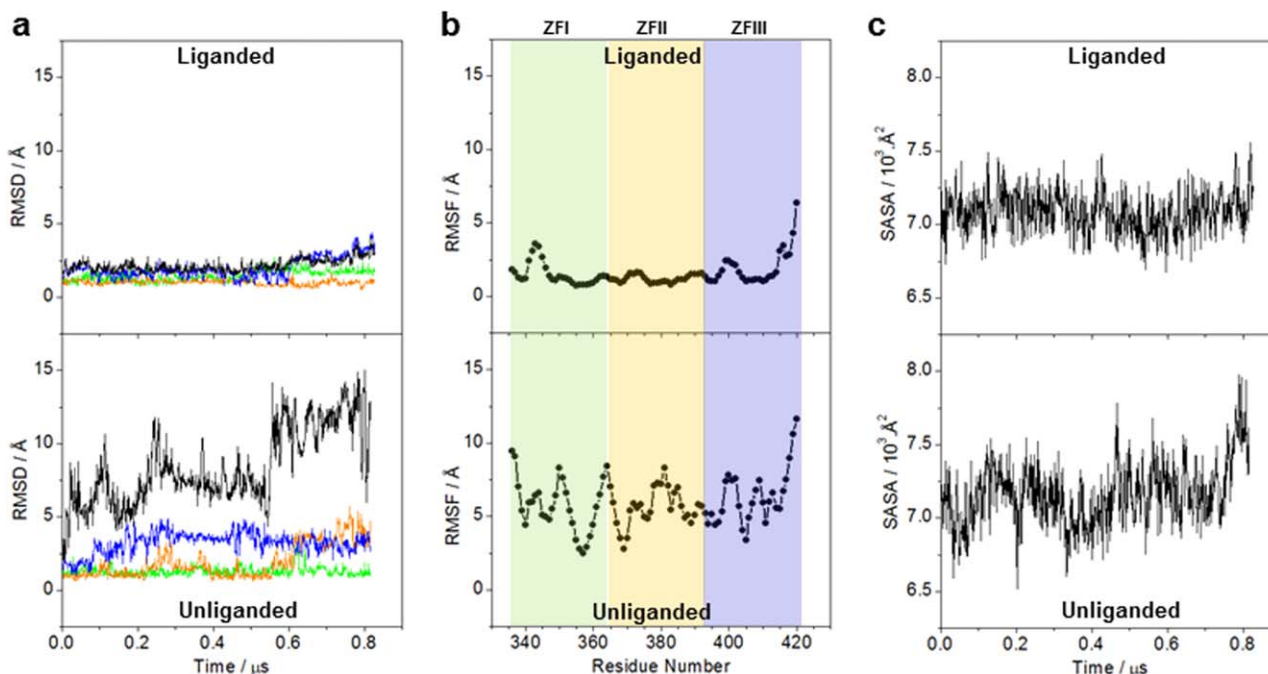 a
Liganded
15
10
5
0
RMSD / Å
15
10
5
0
RMSD / Å
Unliganded
0.0 0.2 0.4 0.6 0.8
Time / μs
b
ZFI ZFII ZFIII
Liganded
15
10
5
0
RMSF / Å
15
10
5
0
RMSF / Å
Unliganded
340 360 380 400 420
Residue Number
c
Liganded
8.0
7.5
7.0
6.5
SASA / 10³.Å²
8.0
7.5
7.0
6.5
SASA / 10³.Å²
Unliganded
0.0 0.2 0.4 0.6 0.8
Time / μs